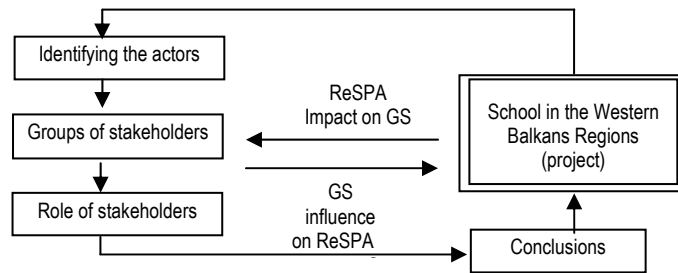 Identifying the actors
Groups of stakeholders
Role of stakeholders
ReSPA
Impact on GS
GS
influence
on ReSPA
School in the Western
Balkans Regions
(project)
Conclusions